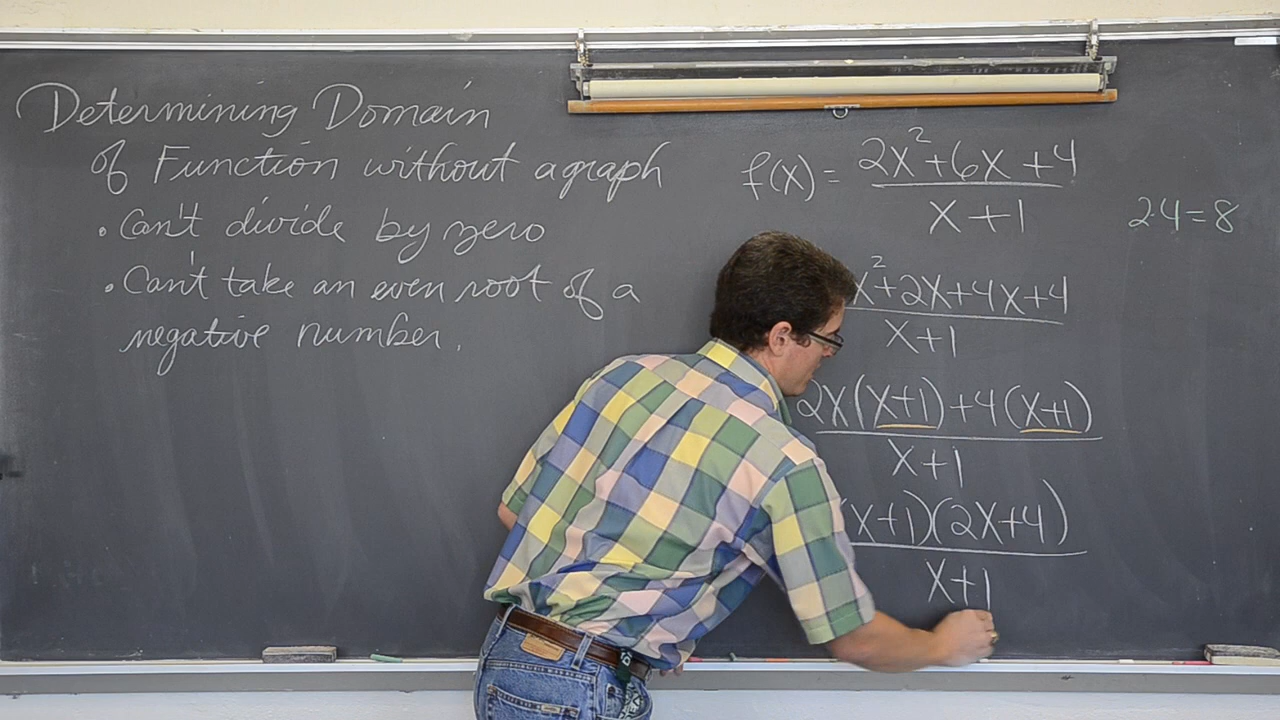 Determining Domain
of Function without a graph
• Can't divide by zero
• Can't take an even root of a
negative number.
f(x) = 2x²+6x+4
x+1
2·4=8
x²+2x+4x+4
x+1
2x(x+1)+4(x+1)
x+1
(x+1)(2x+4)
x+1